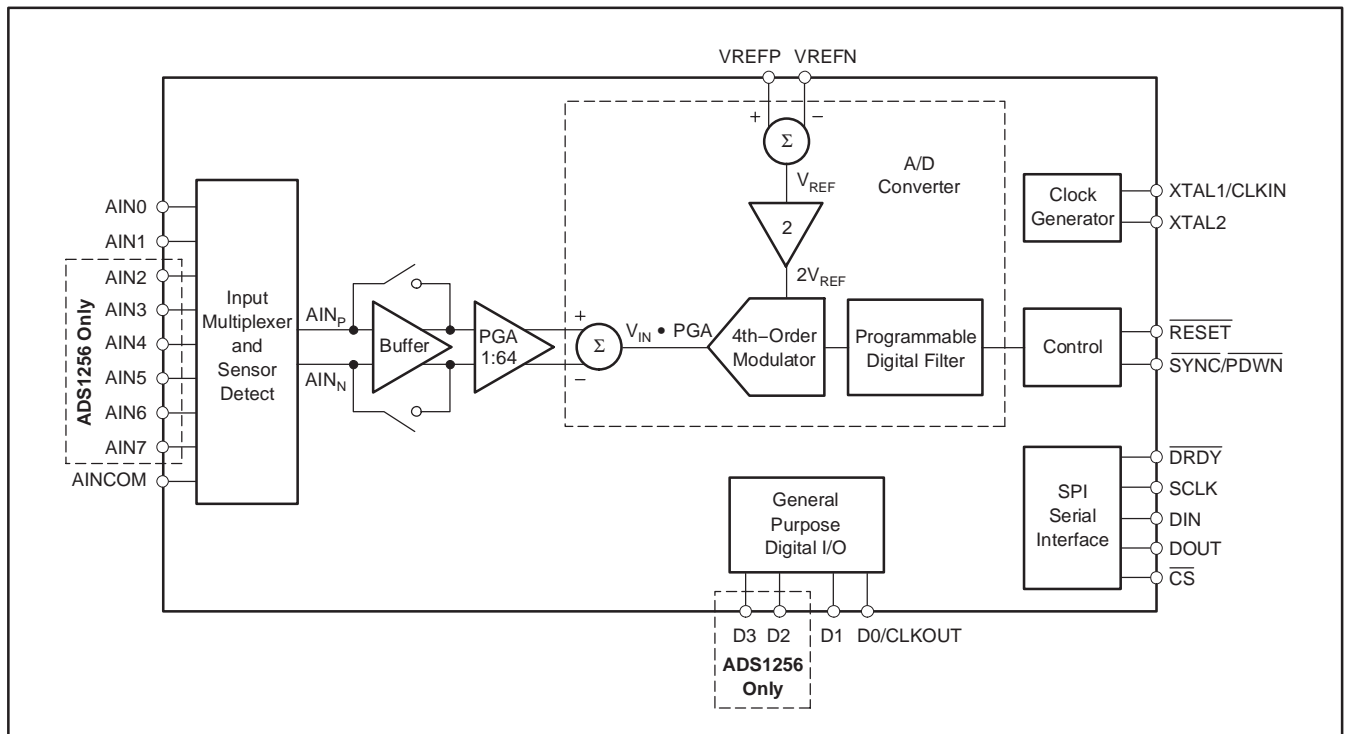 VREFP VREFN
+ −
Σ
A/D
Converter
VREF
2
2VREF
AIN0
AIN1
AIN2
AIN3
AIN4
AIN5
AIN6
AIN7
AINCOM
ADS1256 Only
Input
Multiplexer
and
Sensor
Detect
AINP
AINN
Buffer
PGA
1:64
+
Σ
−
VIN • PGA
4th−Order
Modulator
Programmable
Digital Filter
Clock
Generator
XTAL1/CLKIN
XTAL2
Control
RESET
SYNC/PDWN
SPI
Serial
Interface
DRDY
SCLK
DIN
DOUT
CS
General
Purpose
Digital I/O
D3 D2 D1 D0/CLKOUT
ADS1256
Only